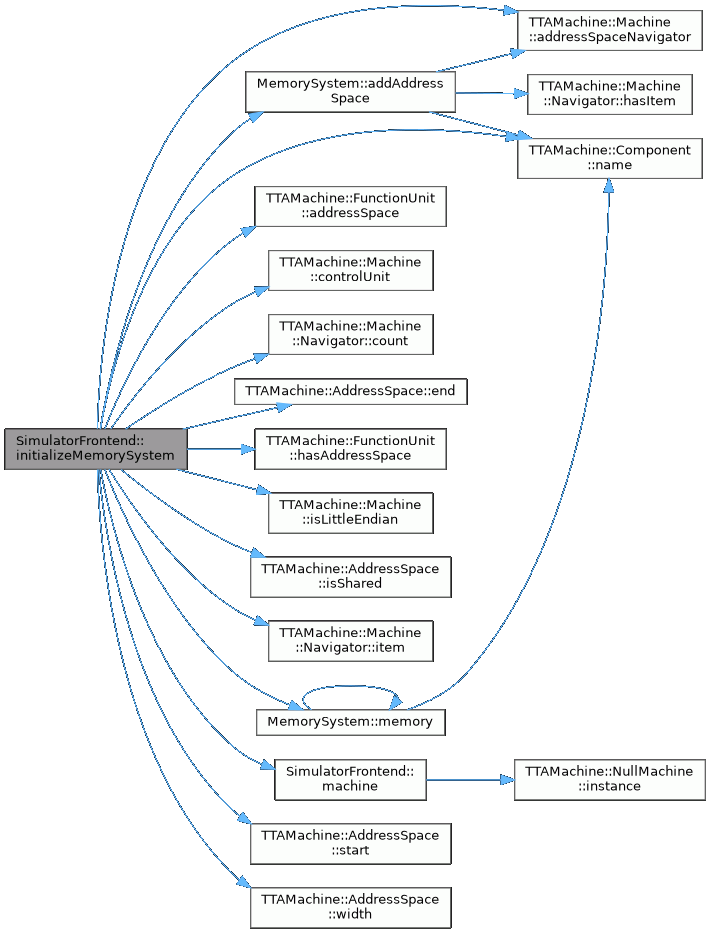 TTAMachine::Machine
::addressSpaceNavigator
MemorySystem::addAddress
Space
TTAMachine::Machine
::Navigator::hasItem
TTAMachine::Component
::name
TTAMachine::FunctionUnit
::addressSpace
TTAMachine::Machine
::controlUnit
TTAMachine::Machine
::Navigator::count
TTAMachine::AddressSpace::end
SimulatorFrontend::
initializeMemorySystem
TTAMachine::FunctionUnit
::hasAddressSpace
TTAMachine::Machine
::isLittleEndian
TTAMachine::AddressSpace
::isShared
TTAMachine::Machine
::Navigator::item
MemorySystem::memory
SimulatorFrontend::
machine
TTAMachine::NullMachine
::instance
TTAMachine::AddressSpace
::start
TTAMachine::AddressSpace
::width